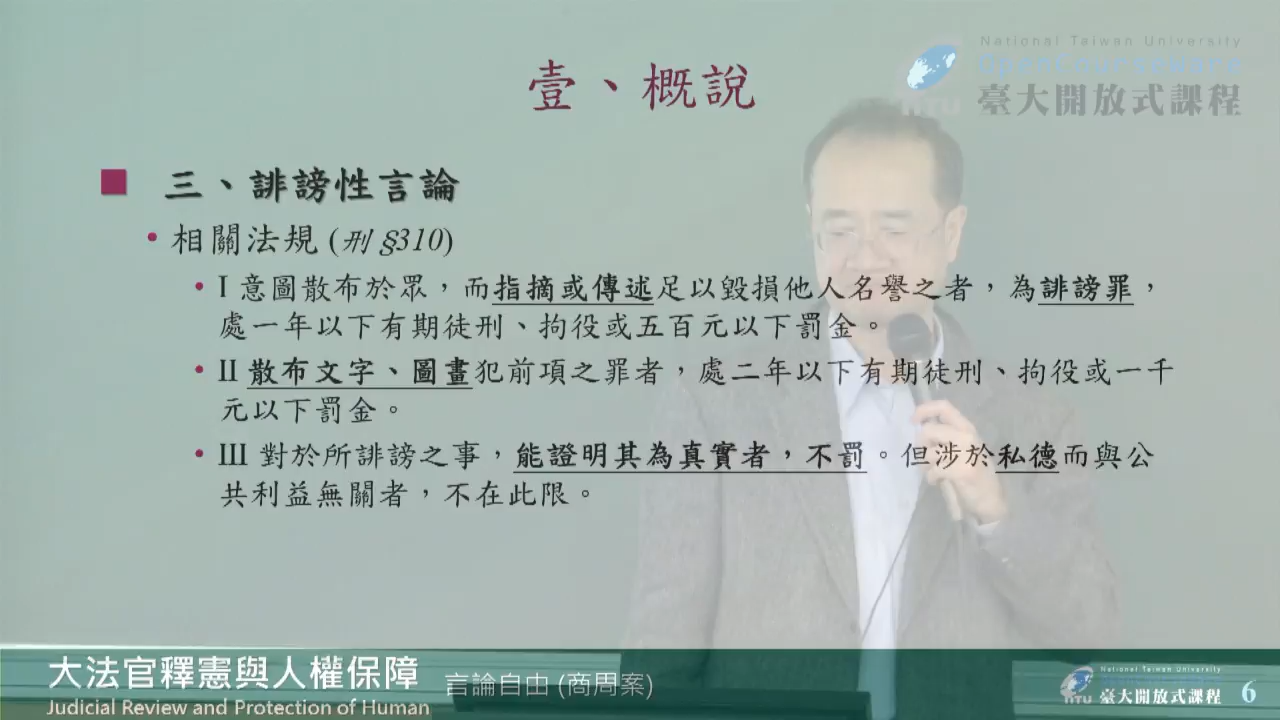 National Taiwan University
OpenCourseWare
NTU 臺大開放式課程
壹、概說
三、誹謗性言論
相關法規 (刑 §310)
I 意圖散布於眾，而指摘或傳述足以毀損他人名譽之者，為誹謗罪，
處一年以下有期徒刑、拘役或五百元以下罰金。
II 散布文字、圖畫犯前項之罪者，處二年以下有期徒刑、拘役或一千
元以下罰金。
III 對於所誹謗之事，能證明其為真實者，不罰。但涉於私德而與公
共利益無關者，不在此限。
大法官釋憲與人權保障
言論自由 (商周案)
Judicial Review and Protection of Human
National Taiwan University
NTU 臺大開放式課程
6